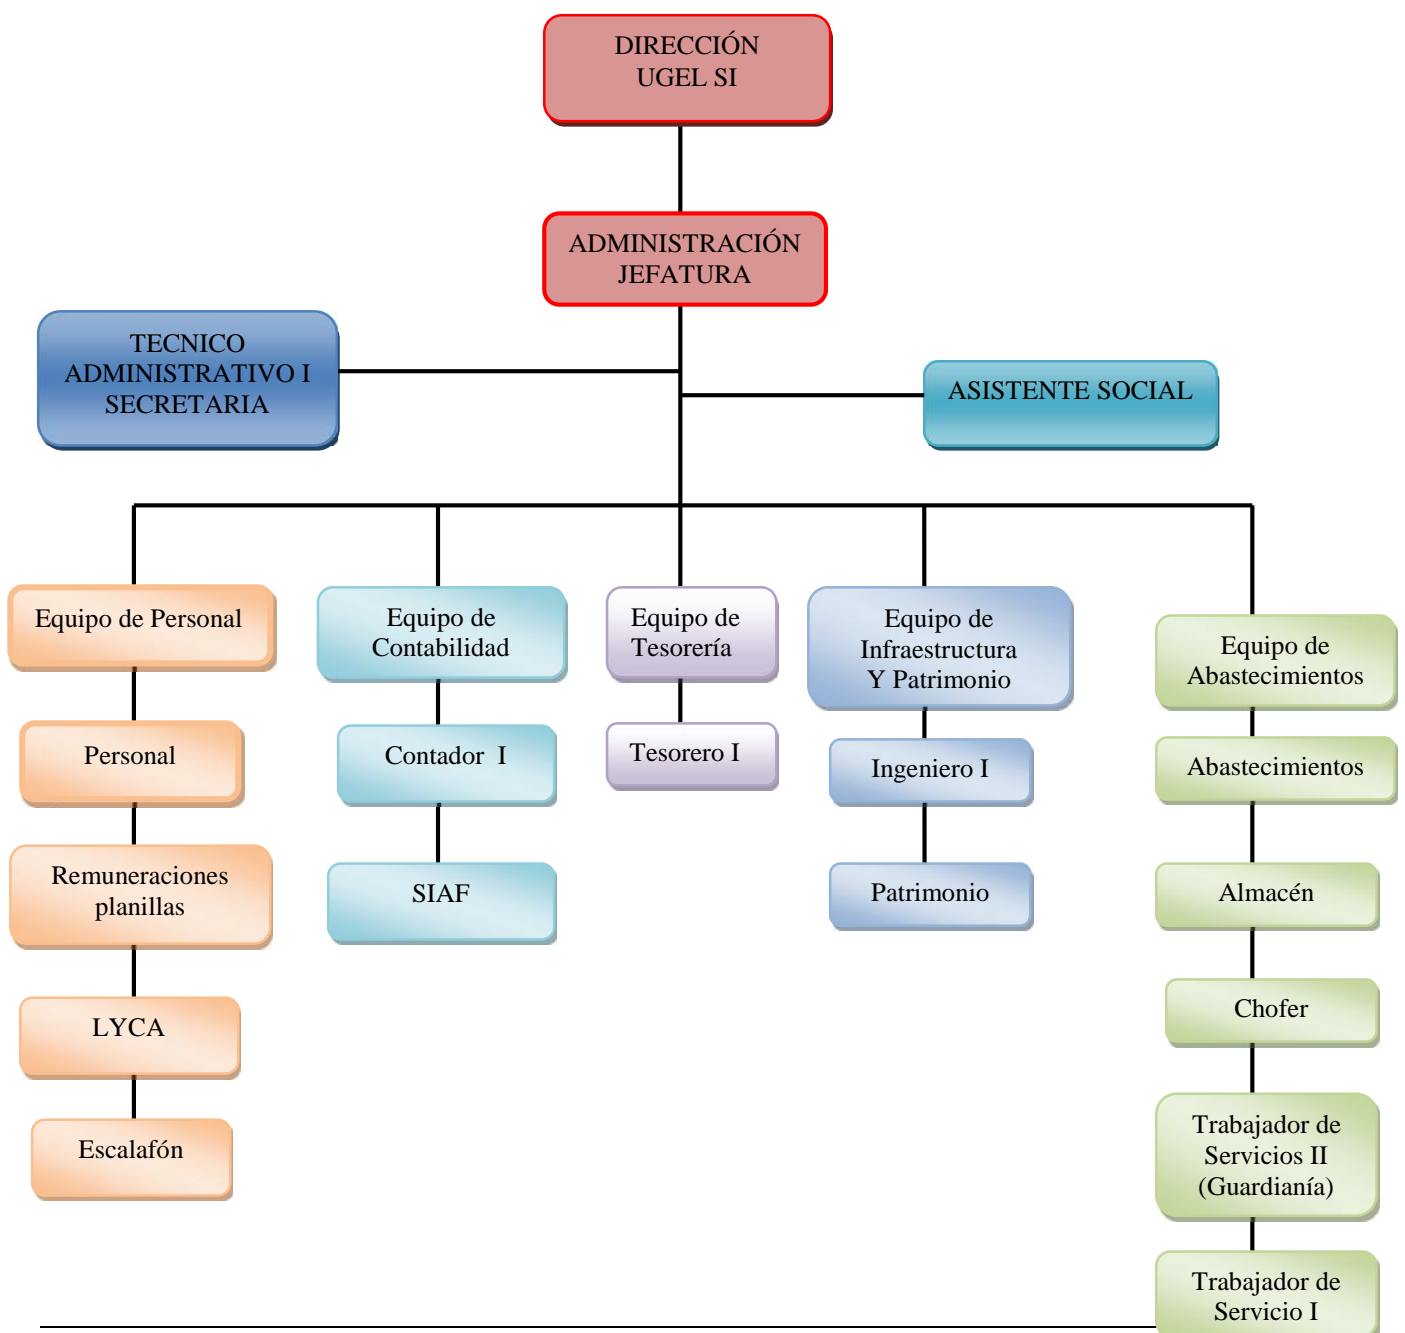 DIRECCIÓN
UGEL SI
ADMINISTRACIÓN
JEFATURA
TECNICO
ADMINISTRATIVO I
SECRETARIA
ASISTENTE SOCIAL
Equipo de Personal
Personal
Remuneraciones
planillas
LYCA
Escalafón
Equipo de
Contabilidad
Contador I
SIAF
Equipo de
Tesorería
Tesorero I
Equipo de
Infraestructura
Y Patrimonio
Ingeniero I
Patrimonio
Equipo de
Abastecimientos
Abastecimientos
Almacén
Chofer
Trabajador de
Servicios II
(Guardianía)
Trabajador de
Servicio I